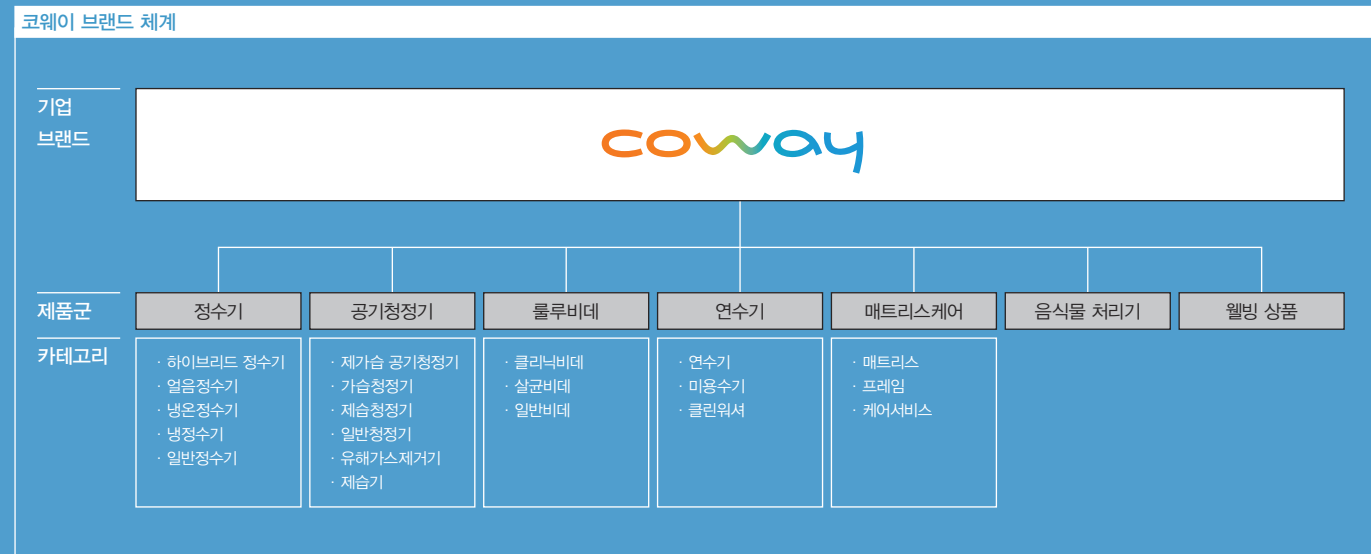 코웨이 브랜드 체계
기업
브랜드
coway
제품군
정수기
공기청정기
룰루비데
연수기
매트리스케어
음식물 처리기
웰빙 상품
카테고리
· 하이브리드 정수기
· 얼음정수기
· 냉온정수기
· 냉정수기
· 일반정수기
· 제가습 공기청정기
· 가습청정기
· 제습청정기
· 일반청정기
· 유해가스제거기
· 제습기
· 클리닉비데
· 살균비데
· 일반비데
· 연수기
· 미용수기
· 클린워셔
· 매트리스
· 프레임
· 케어서비스